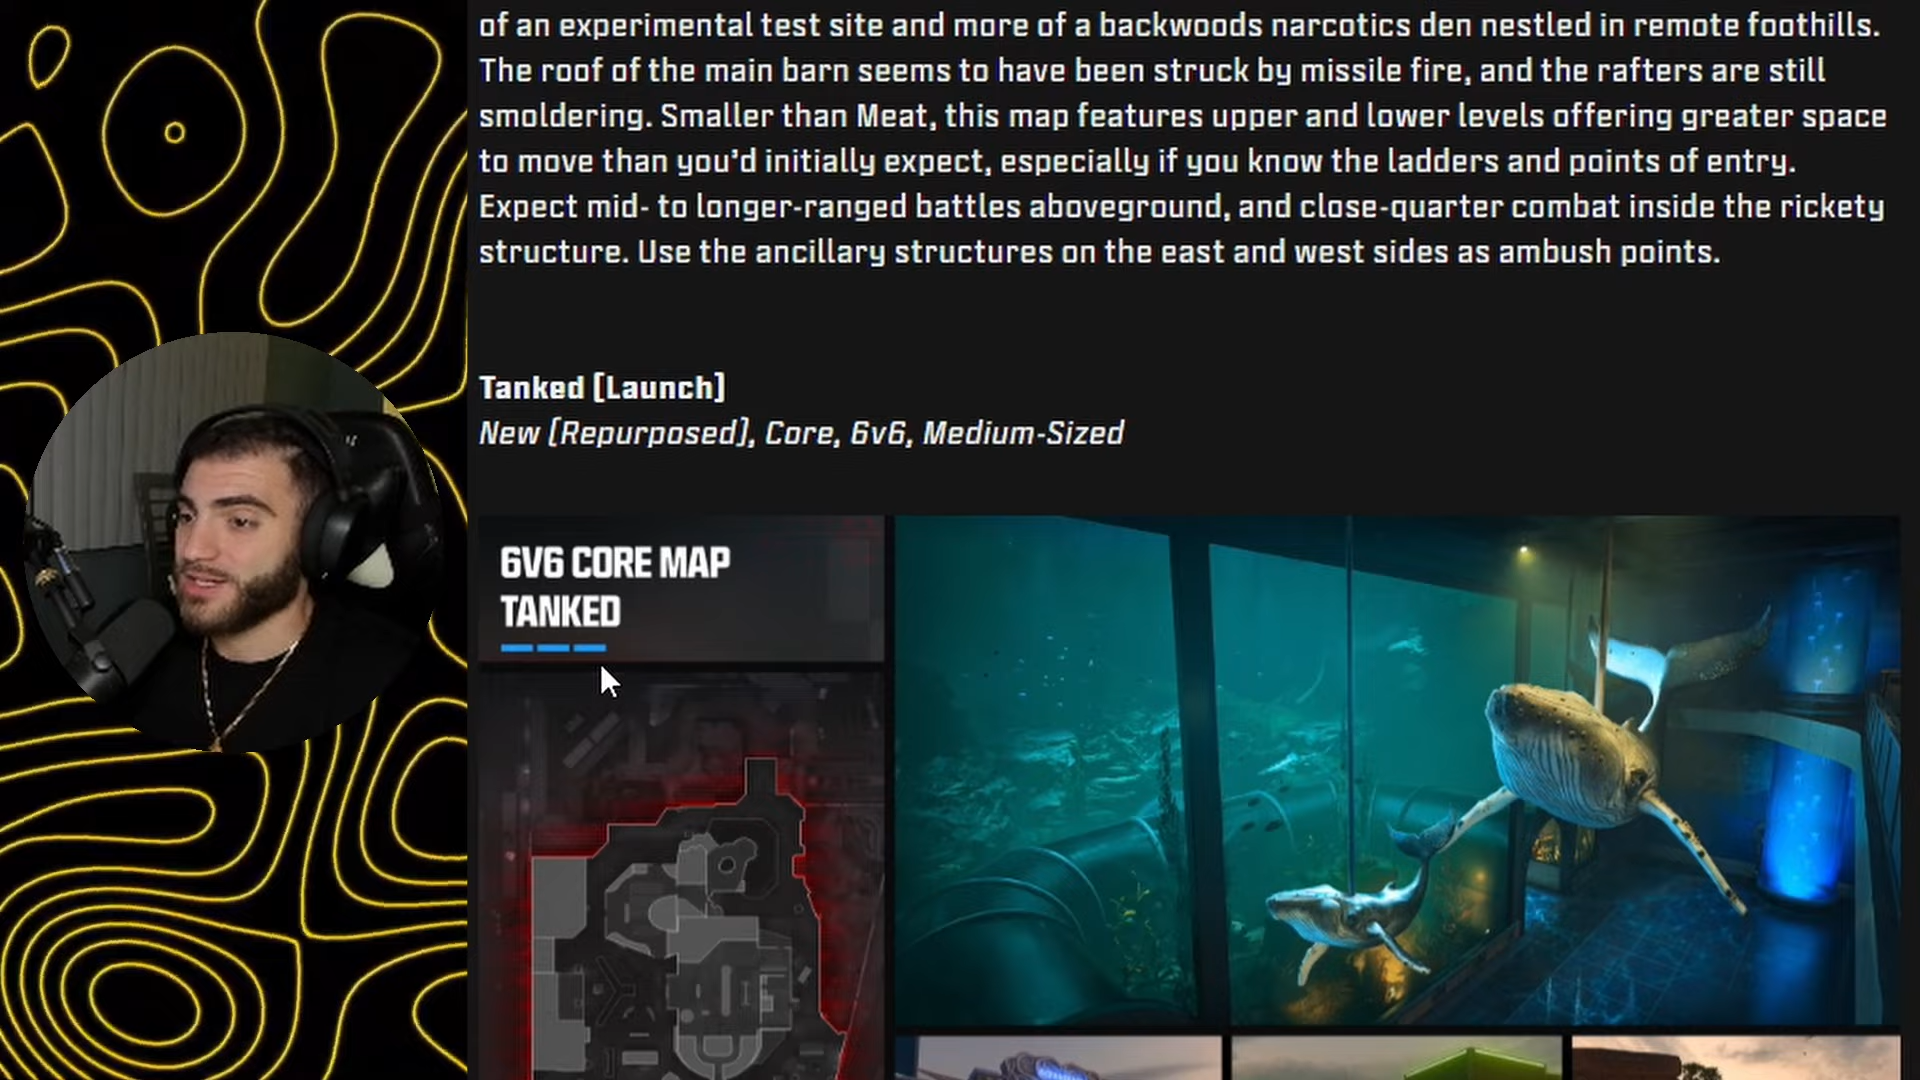 of an experimental test site and more of a backwoods narcotics den nestled in remote foothills.
The roof of the main barn seems to have been struck by missile fire, and the rafters are still
smoldering. Smaller than Meat, this map features upper and lower levels offering greater space
to move than you’d initially expect, especially if you know the ladders and points of entry.
Expect mid- to longer-ranged battles aboveground, and close-quarter combat inside the rickety
structure. Use the ancillary structures on the east and west sides as ambush points.
Tanked [Launch]
New [Repurposed], Core, 6v6, Medium-Sized
6V6 CORE MAP
TANKED